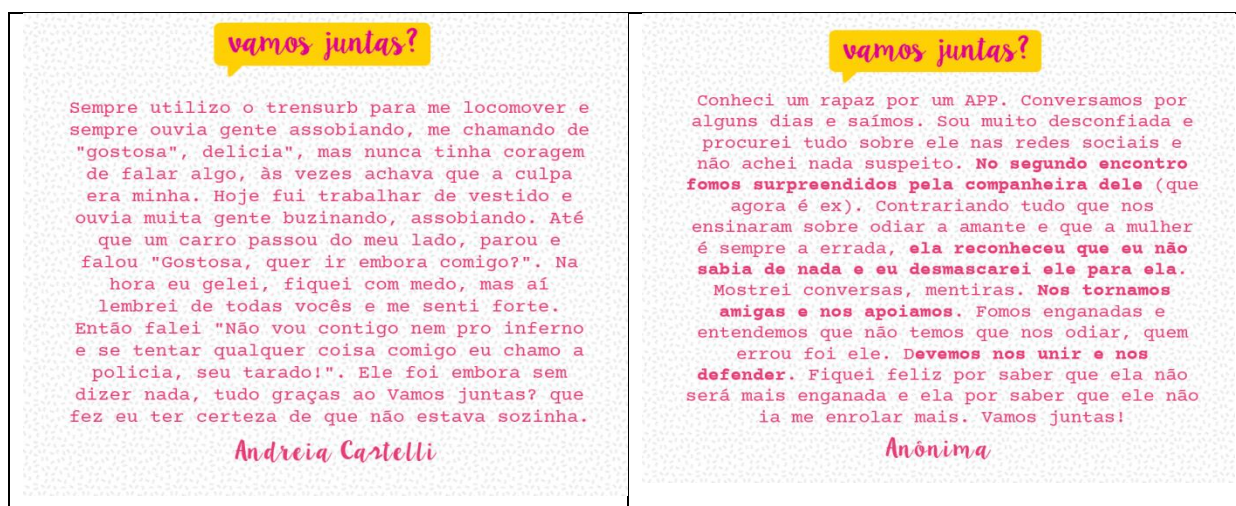 vamos juntas?
Sempre utilizo o trensurb para me locomover e
sempre ouvia gente assobiando, me chamando de
"gostosa", delicia", mas nunca tinha coragem
de falar algo, às vezes achava que a culpa
era minha. Hoje fui trabalhar de vestido e
ouvia muita gente buzinando, assobiando. Até
que um carro passou do meu lado, parou e
falou "Gostosa, quer ir embora comigo?". Na
hora eu gelei, fiquei com medo, mas aí
lembrei de todas vocês e me senti forte.
Então falei "Não vou contigo nem pro inferno
e se tentar qualquer coisa comigo eu chamo a
policia, seu tarado!". Ele foi embora sem
dizer nada, tudo graças ao Vamos juntas? que
fez eu ter certeza de que não estava sozinha.
Andreia Castelli
vamos juntas?
Conheci um rapaz por um APP. Conversamos por
alguns dias e saímos. Sou muito desconfiada e
procurei tudo sobre ele nas redes sociais e
não achei nada suspeito. No segundo encontro
fomos surpreendidos pela companheira dele (que
agora é ex). Contrariando tudo que nos
ensinaram sobre odiar a amante e que a mulher
é sempre a errada, ela reconheceu que eu não
sabia de nada e eu desmascarei ele para ela.
Mostrei conversas, mentiras. Nos tornamos
amigas e nos apoiamos. Fomos enganadas e
entendemos que não temos que nos odiar, quem
errou foi ele. Devemos nos unir e nos
defender. Fiquei feliz por saber que ela não
será mais enganada e ela por saber que ele não
ia me enrolar mais. Vamos juntas!
Anônima